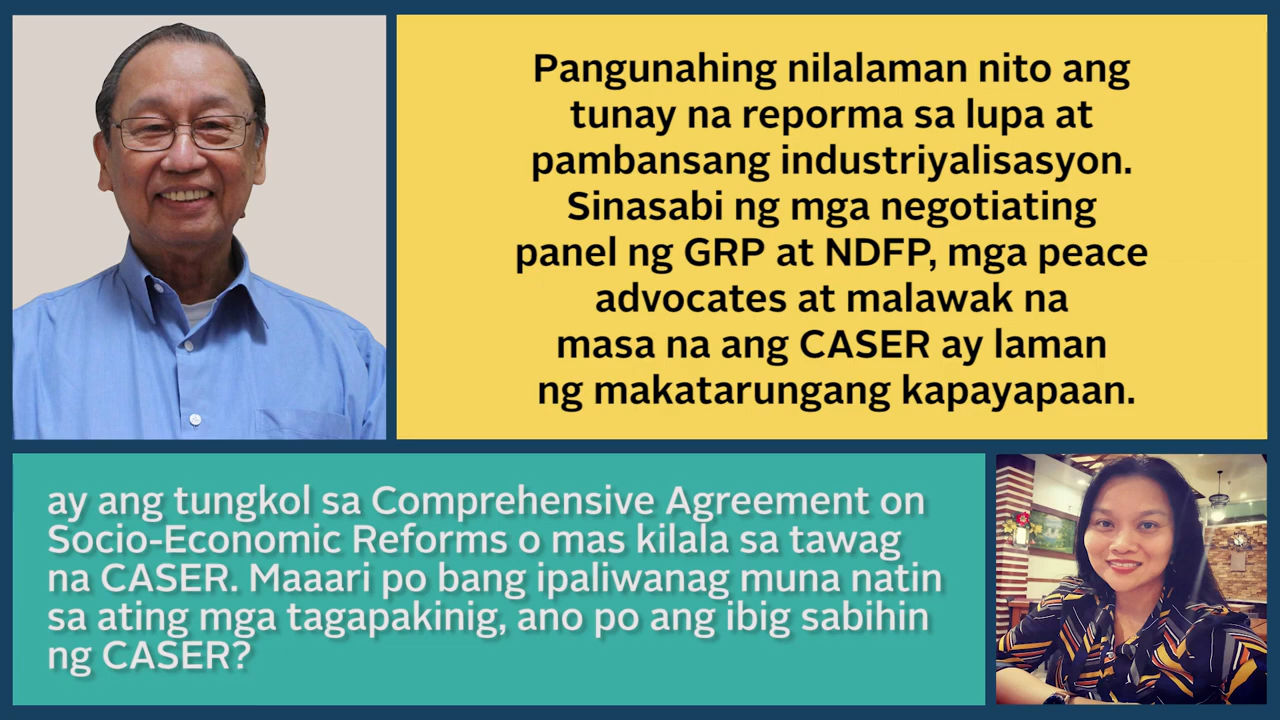 Pangunahing nilalaman nito ang
tunay na reporma sa lupa at
pambansang industriyalisasyon.
Sinasabi ng mga negotiating
panel ng GRP at NDFP, mga peace
advocates at malawak na
masa na ang CASER ay laman
ng makatarungang kapayapaan.
ay ang tungkol sa Comprehensive Agreement on
Socio-Economic Reforms o mas kilala sa tawag
na CASER. Maaari po bang ipaliwanag muna natin
sa ating mga tagapakinig, ano po ang ibig sabihin
ng CASER?